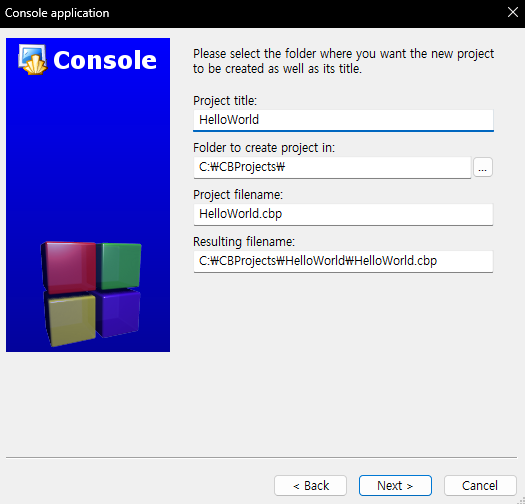 Console application
Console
Please select the folder where you want the new project
to be created as well as its title.
Project title:
HelloWorld
Folder to create project in:
C:₩CBProjects₩
...
Project filename:
HelloWorld.cbp
Resulting filename:
C:₩CBProjects₩HelloWorld₩HelloWorld.cbp
< Back
Next >
Cancel